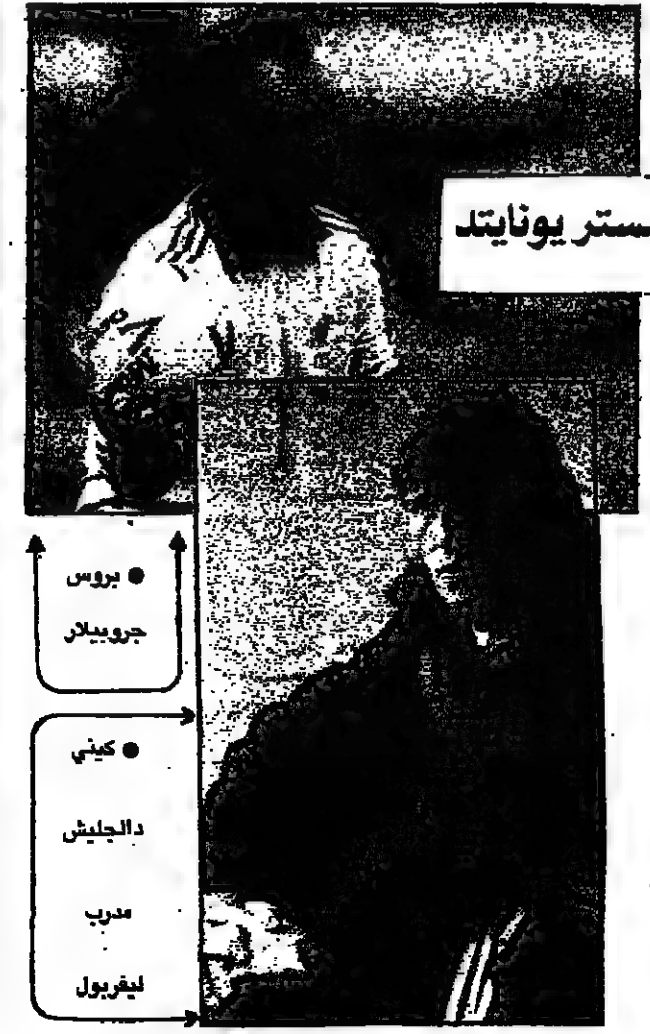 ستر يونايتد
● بروس
جروبيلار
● كيني
دالجليش
مدرب
ليفربول